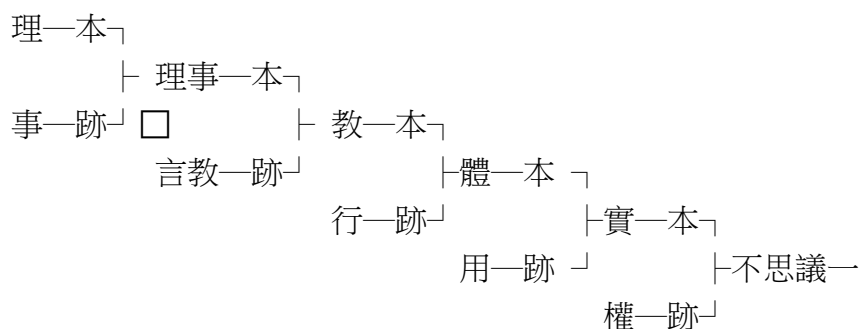 理—本┐
├ 理事—本┐
事—跡┘□ ├ 教—本┐
言教—跡┘ ├體—本 ┐
行—跡┘ ├實—本┐
用—跡 ┘ ├不思議一
權—跡┘